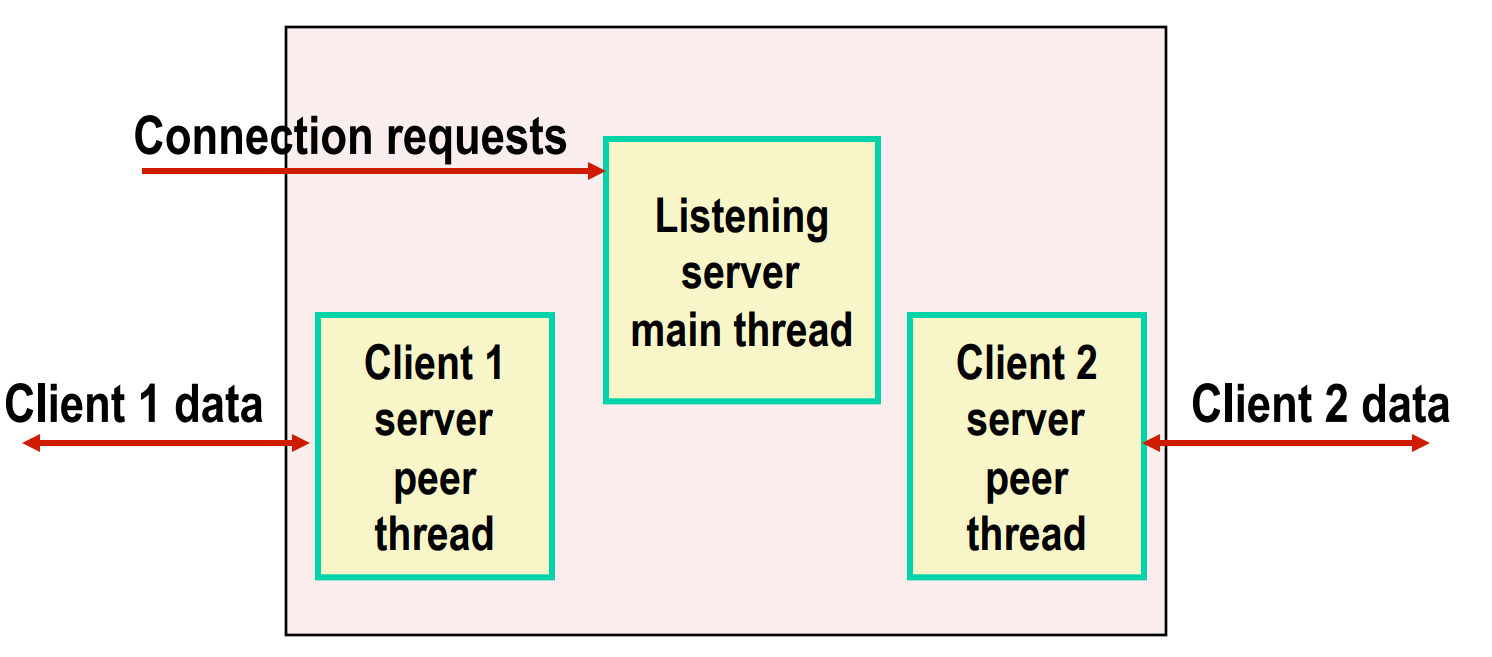 Connection requests
Listening
server
main thread
Client 1
server
peer
thread
Client 2
server
peer
thread
Client 1 data
Client 2 data